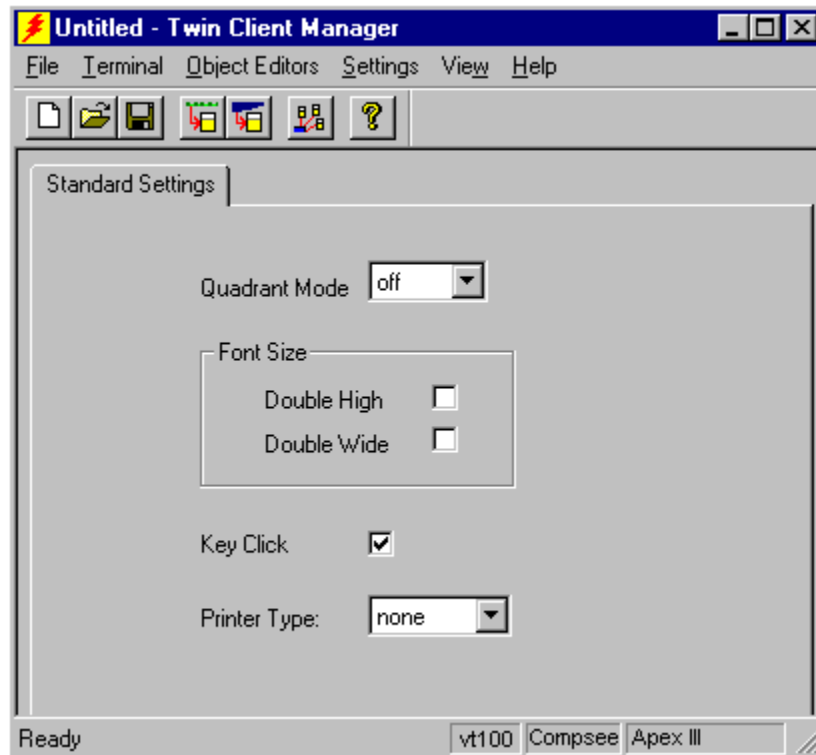 Untitled - Twin Client Manager
File Terminal Object Editors Settings View Help
Standard Settings
Quadrant Mode off
Font Size
Double High
Double Wide
Key Click
Printer Type: none
Ready vt100 Compsee Apex III